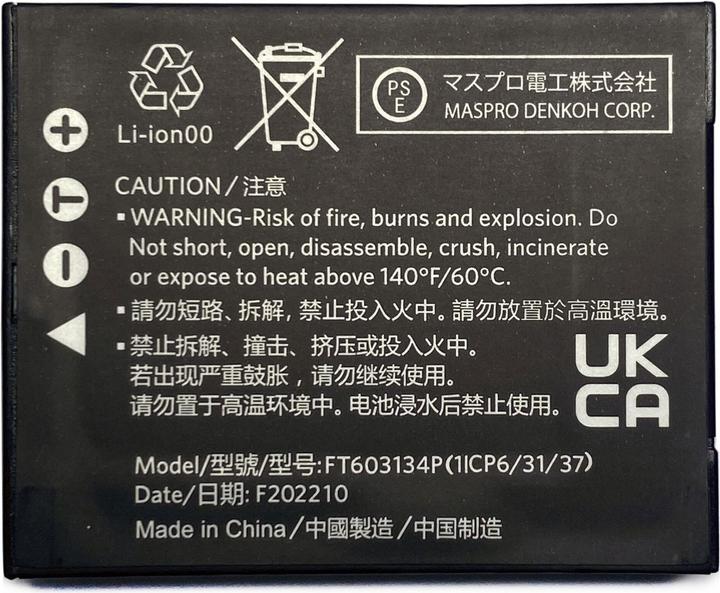 Li-ion00
PS
E
マスプロ電工株式会社
MASPRO DENKOH CORP.
+
T
-
CAUTION/注意
▪WARNING-Risk of fire, burns and explosion. Do
Not short, open, disassemble, crush, incinerate
or expose to heat above 140°F/60°C.
▪請勿短路、拆解, 禁止投入火中。請勿放置於高溫環境。
▪禁止拆解、撞击、挤压或投入火中。
若出现严重鼓胀，请勿继续使用。
请勿置于高温环境中。电池浸水后禁止使用。
UK
CA
Model/型號/型号:FT603134P(1ICP6/31/37)
Date/日期: F202210
Made in China/中國製造/中国制造